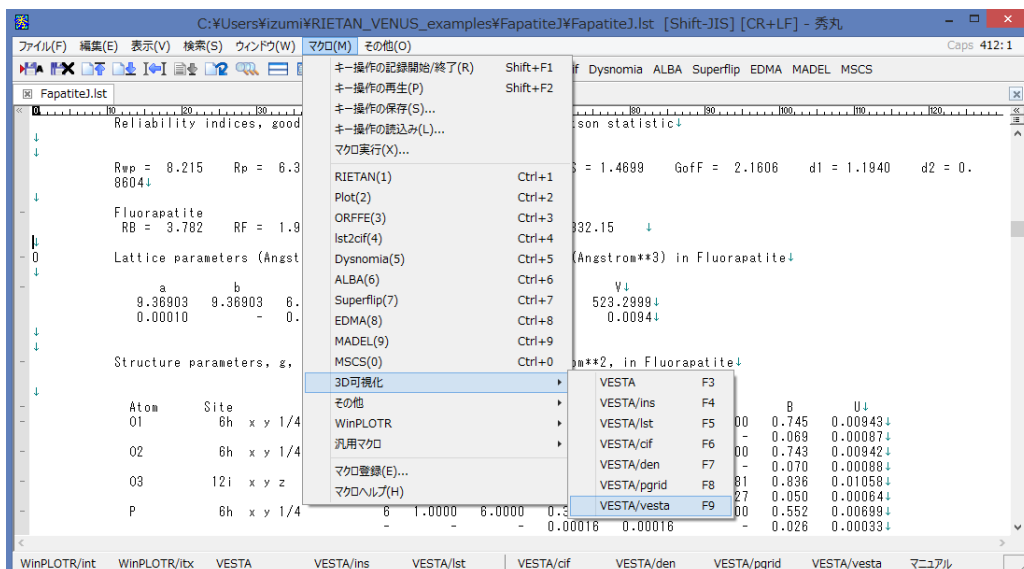 C:¥Users¥izumi¥RIETAN_VENUS_examples¥FapatiteJ¥FapatiteJ.lst [Shift-JIS] [CR+LF] - 秀丸
ファイル(F) 編集(E) 表示(V) 検索(S) ウィンドウ(W) マクロ(M) その他(O) Caps 412: 1
Dysnomia ALBA Superflip EDMA MADEL MSCS
FapatiteJ.lst
0 10 20 30 80 90 100 110 120
Reliability indices, good son statistic↓
↓
↓
Rwp = 8.215 Rp = 6.3 S = 1.4699 GofF = 2.1606 d1 = 1.1940 d2 = 0.
8604↓
↓
Fluorapatite
RB = 3.782 RF = 1.9 332.15 ↓
↓
0 Lattice parameters (Angst (Angstrom**3) in Fluorapatite↓
↓
a b V↓
9.36903 9.36903 6. 523.2999↓
0.00010 - 0. 0.0094↓
↓
↓
Structure parameters, g, om**2, in Fluorapatite↓
↓
Atom Site B U↓
O1 6h x y 1/4 00 0.745 0.00943↓
- 0.069 0.00087↓
O2 6h x y 1/4 00 0.743 0.00942↓
- 0.070 0.00088↓
O3 12i x y z 81 0.836 0.01058↓
27 0.050 0.00064↓
P 6h x y 1/4 6 1.0000 6.0000 0.3 00 0.552 0.00699↓
- - - 0.00016 0.00016 - 0.026 0.00033↓
キー操作の記録開始/終了(R) Shift+F1
キー操作の再生(P) Shift+F2
キー操作の保存(S)...
キー操作の読込み(L)...
マクロ実行(X)...
RIETAN(1) Ctrl+1
Plot(2) Ctrl+2
ORFFE(3) Ctrl+3
lst2cif(4) Ctrl+4
Dysnomia(5) Ctrl+5
ALBA(6) Ctrl+6
Superflip(7) Ctrl+7
EDMA(8) Ctrl+8
MADEL(9) Ctrl+9
MSCS(0) Ctrl+0
3D可視化
その他
WinPLOTR
汎用マクロ
マクロ登録(E)...
マクロヘルプ(H)
VESTA F3
VESTA/ins F4
VESTA/lst F5
VESTA/cif F6
VESTA/den F7
VESTA/pgrid F8
VESTA/vesta F9
WinPLOTR/int WinPLOTR/itx VESTA VESTA/ins VESTA/lst VESTA/cif VESTA/den VESTA/pgrid VESTA/vesta マニュアル